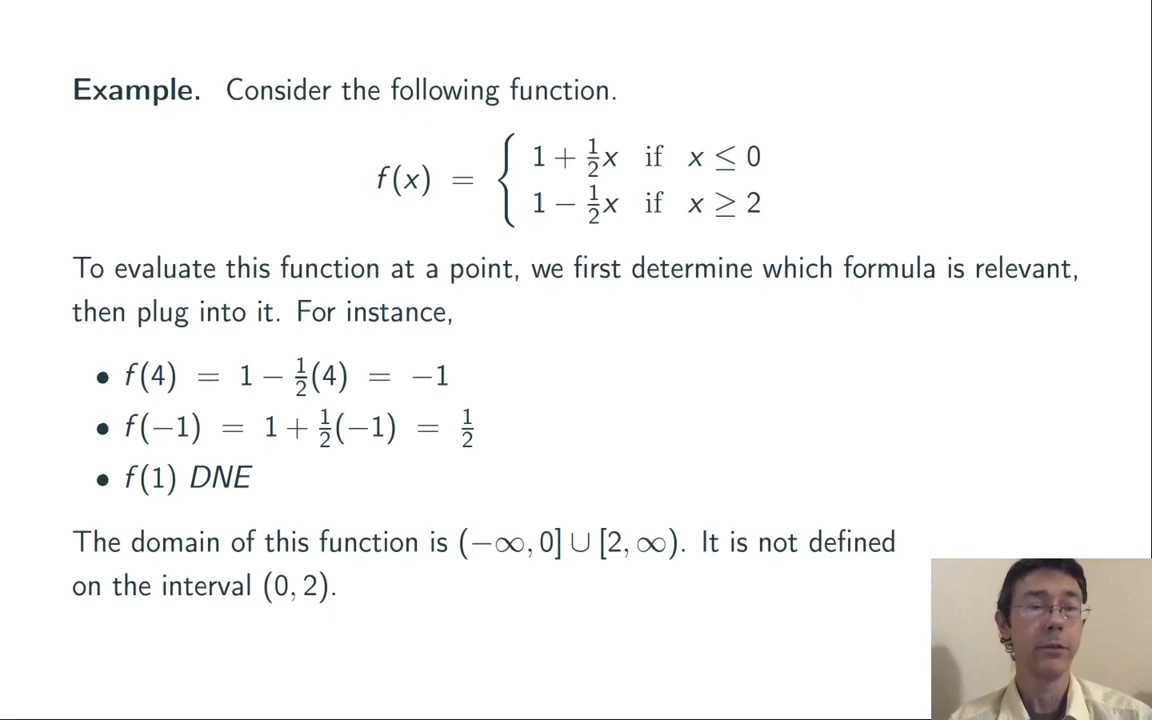 Example. Consider the following function.
f(x) = { 1 + 1/2 x if x ≤ 0
1 − 1/2 x if x ≥ 2
To evaluate this function at a point, we first determine which formula is relevant,
then plug into it. For instance,
• f(4) = 1 − 1/2 (4) = −1
• f(−1) = 1 + 1/2 (−1) = 1/2
• f(1) DNE
The domain of this function is (−∞, 0] ∪ [2, ∞). It is not defined
on the interval (0, 2).